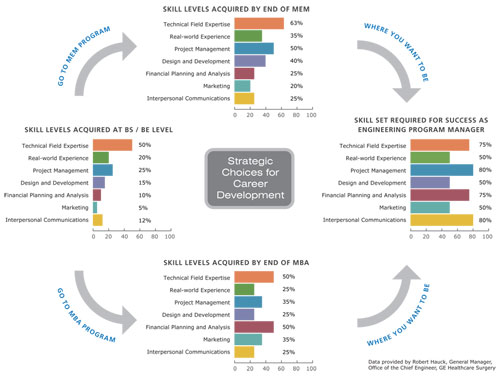 SKILL LEVELS ACQUIRED BY END OF MEM
Technical Field Expertise 63%
Real-world Experience 35%
Project Management 50%
Design and Development 40%
Financial Planning and Analysis 25%
Marketing 20%
Interpersonal Communications 25%
0 20 40 60 80 100
GO TO MEM PROGRAM
WHERE YOU WANT TO BE
SKILL LEVELS ACQUIRED AT BS / BE LEVEL
Technical Field Expertise 50%
Real-world Experience 20%
Project Management 25%
Design and Development 15%
Financial Planning and Analysis 10%
Marketing 5%
Interpersonal Communications 12%
0 20 40 60 80 100
Strategic
Choices for
Career
Development
SKILL SET REQUIRED FOR SUCCESS AS
ENGINEERING PROGRAM MANAGER
Technical Field Expertise 75%
Real-world Experience 50%
Project Management 80%
Design and Development 50%
Financial Planning and Analysis 75%
Marketing 50%
Interpersonal Communications 80%
0 20 40 60 80 100
GO TO MBA PROGRAM
WHERE YOU WANT TO BE
SKILL LEVELS ACQUIRED BY END OF MBA
Technical Field Expertise 50%
Real-world Experience 25%
Project Management 35%
Design and Development 25%
Financial Planning and Analysis 50%
Marketing 35%
Interpersonal Communications 25%
0 20 40 60 80 100
Data provided by Robert Hauck, General Manager,
Office of the Chief Engineer, GE Healthcare Surgery